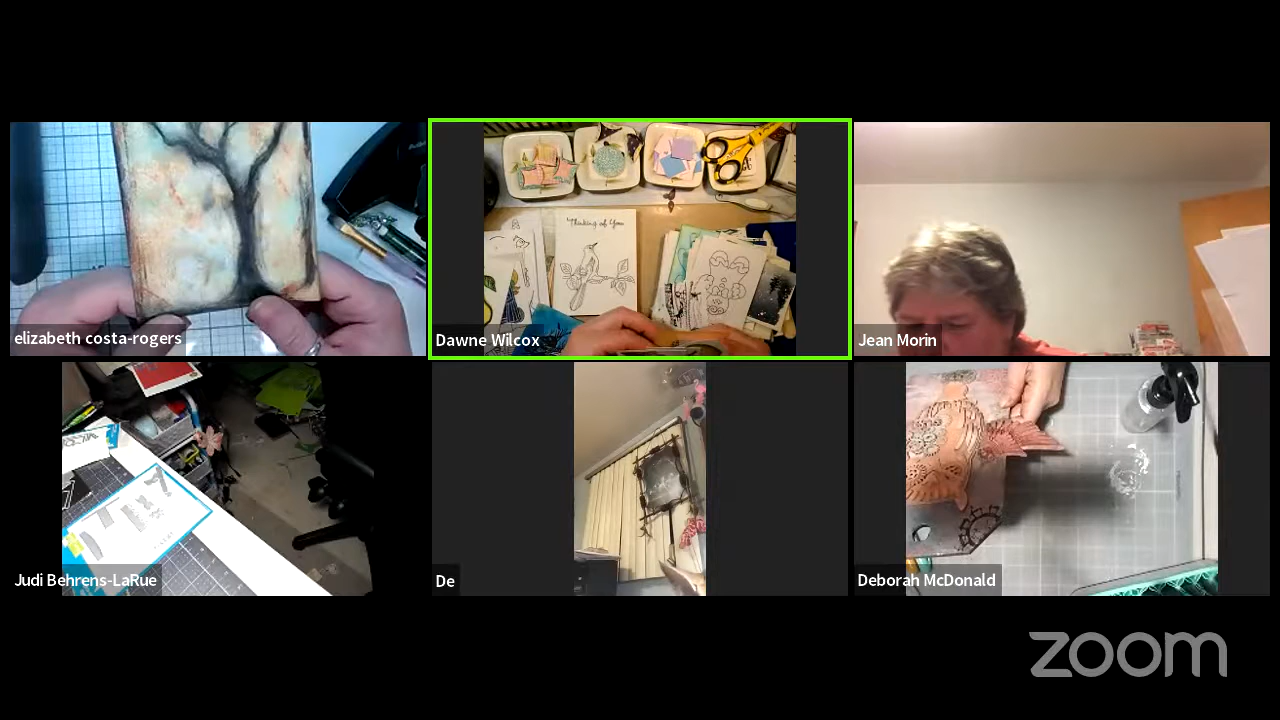 elizabeth costa-rogers
Thinking of You
Dawne Wilcox
Jean Morin
Judi Behrens-LaRue
De
Deborah McDonald
zoom